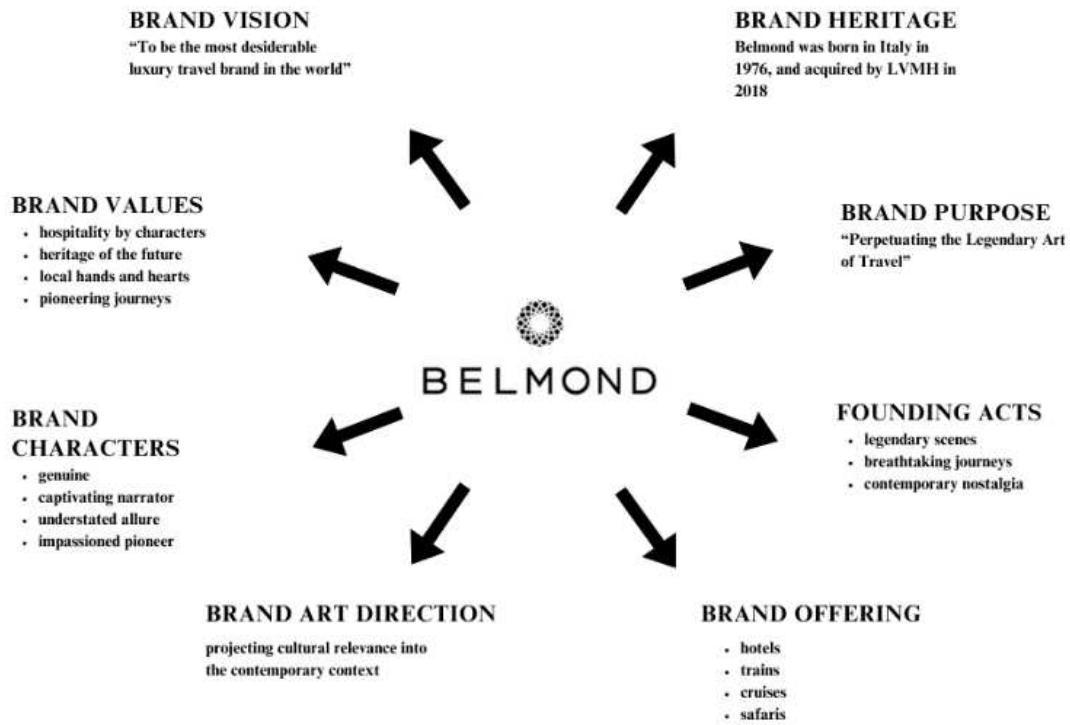 BRAND VISION
“To be the most desiderable
luxury travel brand in the world”
BRAND HERITAGE
Belmond was born in Italy in
1976, and acquired by LVMH in
2018
BRAND VALUES
• hospitality by characters
• heritage of the future
• local hands and hearts
• pioneering journeys
BRAND PURPOSE
“Perpetuating the Legendary Art
of Travel”
BELMOND
BRAND
CHARACTERS
• genuine
• captivating narrator
• understated allure
• impassioned pioneer
FOUNDING ACTS
• legendary scenes
• breathtaking journeys
• contemporary nostalgia
BRAND ART DIRECTION
projecting cultural relevance into
the contemporary context
BRAND OFFERING
• hotels
• trains
• cruises
• safaris